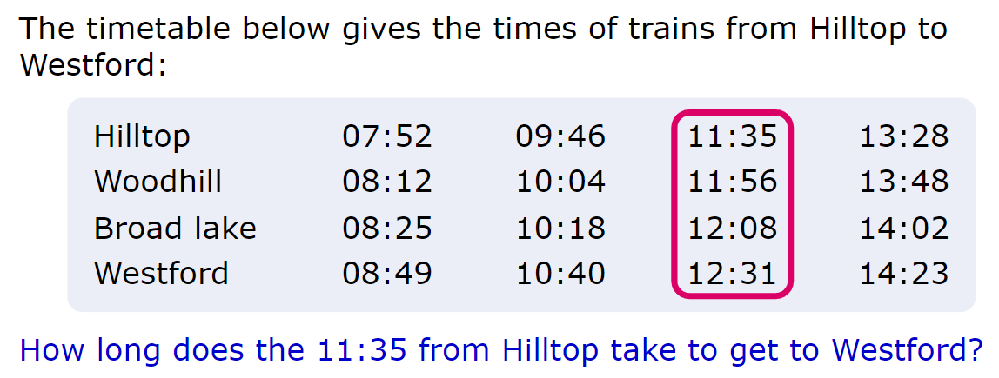 The timetable below gives the times of trains from Hilltop to
Westford:
Hilltop 07:52 09:46 11:35 13:28
Woodhill 08:12 10:04 11:56 13:48
Broad lake 08:25 10:18 12:08 14:02
Westford 08:49 10:40 12:31 14:23
How long does the 11:35 from Hilltop take to get to Westford?